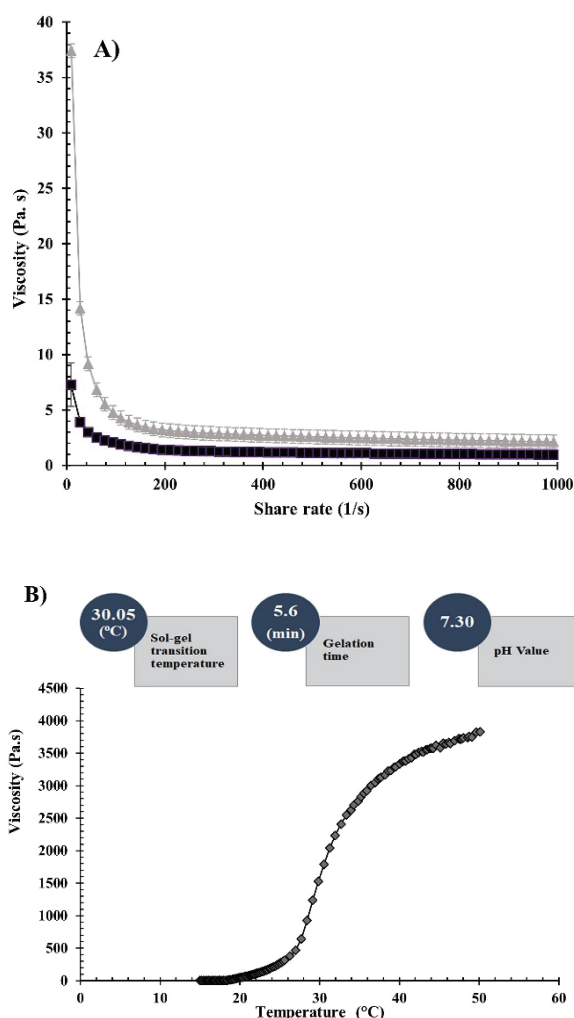 A)
40
35
30
25
20
15
10
5
0
Viscosity (Pa. s)
0 200 400 600 800 1000
Share rate (1/s)
B)
30.05
(ºC)
Sol-gel
transition
temperature
5.6
(min)
Gelation
time
7.30
pH Value
4500
4000
3500
3000
2500
2000
1500
1000
500
0
Viscosity (Pa.s)
0 10 20 30 40 50 60
Temperature (°C)